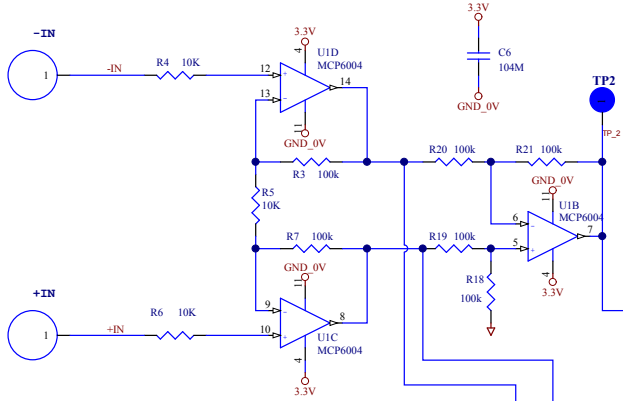 -IN
1
-IN
R4 10K
3.3V
4
U1D
MCP6004
12
13
14
11
GND_0V
3.3V
C6
104M
GND_0V
TP2
TP_2
R3 100k
R20 100k
R21 100k
R5
10K
GND_0V
11
U1B
MCP6004
6
5
7
4
3.3V
R7 100k
R19 100k
R18
100k
GND_0V
11
+IN
1
+IN
R6 10K
9
10
8
U1C
MCP6004
4
3.3V